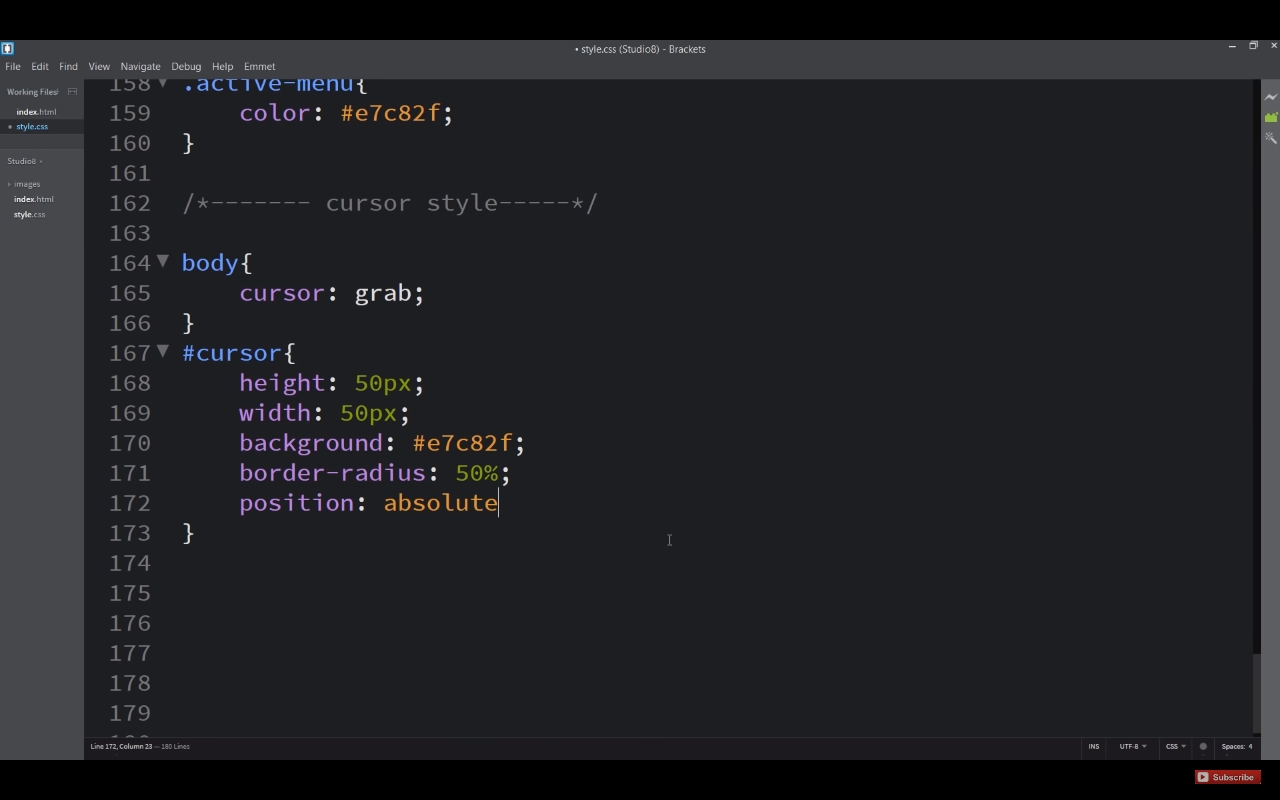 • style.css (Studio8) - Brackets
File Edit Find View Navigate Debug Help Emmet
Working Files
index.html
• style.css
Studio8
images
index.html
style.css
158 .active-menu{
159 color: #e7c82f;
160 }
161
162 /*------- cursor style-----*/
163
164 body{
165 cursor: grab;
166 }
167 #cursor{
168 height: 50px;
169 width: 50px;
170 background: #e7c82f;
171 border-radius: 50%;
172 position: absolute
173 }
174
175
176
177
178
179
Line 172, Column 23 — 180 Lines
INS UTF-8 CSS Spaces: 4
Subscribe